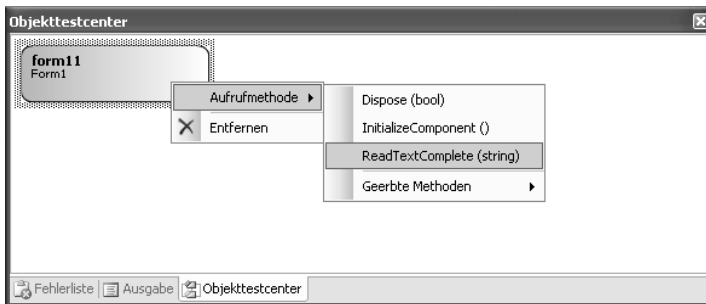 Objekttestcenter
form11
Form1
Aufrufmethode
Entfernen
Dispose (bool)
InitializeComponent ()
ReadTextComplete (string)
Geerbte Methoden
Fehlerliste Ausgabe Objekttestcenter